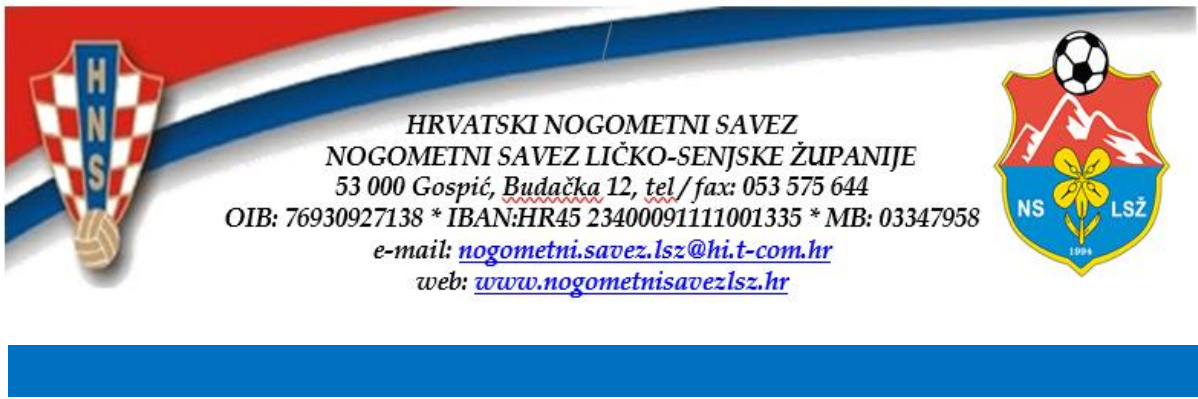 HNS
HRVATSKI NOGOMETNI SAVEZ
NOGOMETNI SAVEZ LIČKO-SENJSKE ŽUPANIJE
53 000 Gospić, Budačka 12, tel / fax: 053 575 644
OIB: 76930927138 * IBAN:HR45 23400091111001335 * MB: 03347958
e-mail: nogometni.savez.lsz@hi.t-com.hr
web: www.nogometnisavezlsz.hr
NS LSŽ
1994